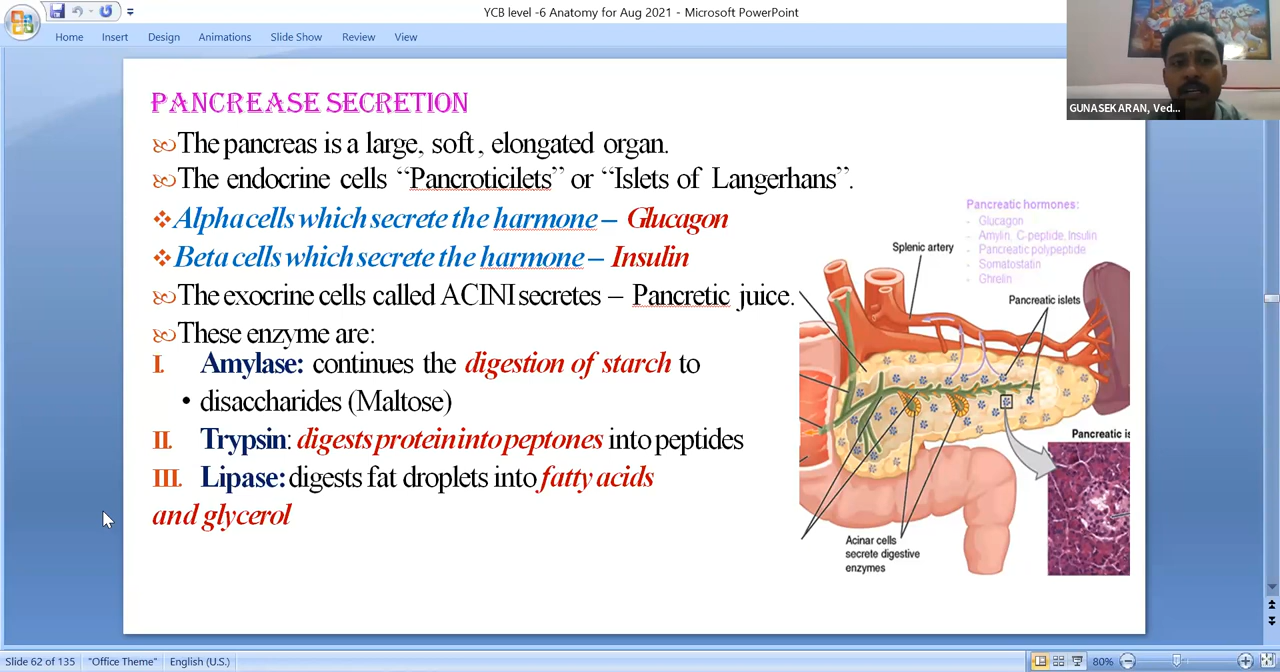 YCB level -6 Anatomy for Aug 2021 - Microsoft PowerPoint
Home Insert Design Animations Slide Show Review View
GUNASEKARAN, Ved...
PANCREASE SECRETION
The pancreas is a large, soft , elongated organ.
The endocrine cells “Pancroticilets” or “Islets of Langerhans”.
Alpha cells which secrete the harmone – Glucagon
Beta cells which secrete the harmone – Insulin
The exocrine cells called ACINI secretes – Pancretic juice.
These enzyme are:
I. Amylase: continues the digestion of starch to
• disaccharides (Maltose)
II. Trypsin: digests protein into peptones into peptides
III. Lipase: digests fat droplets into fatty acids
and glycerol
Pancreatic hormones:
- Glucagon
- Amylin, C-peptide, Insulin
- Pancreatic polypeptide
- Somatostatin
- Ghrelin
Splenic artery
Pancreatic islets
Pancreatic is
Acinar cells
secrete digestive
enzymes
Slide 62 of 135 "Office Theme" English (U.S.) 80%